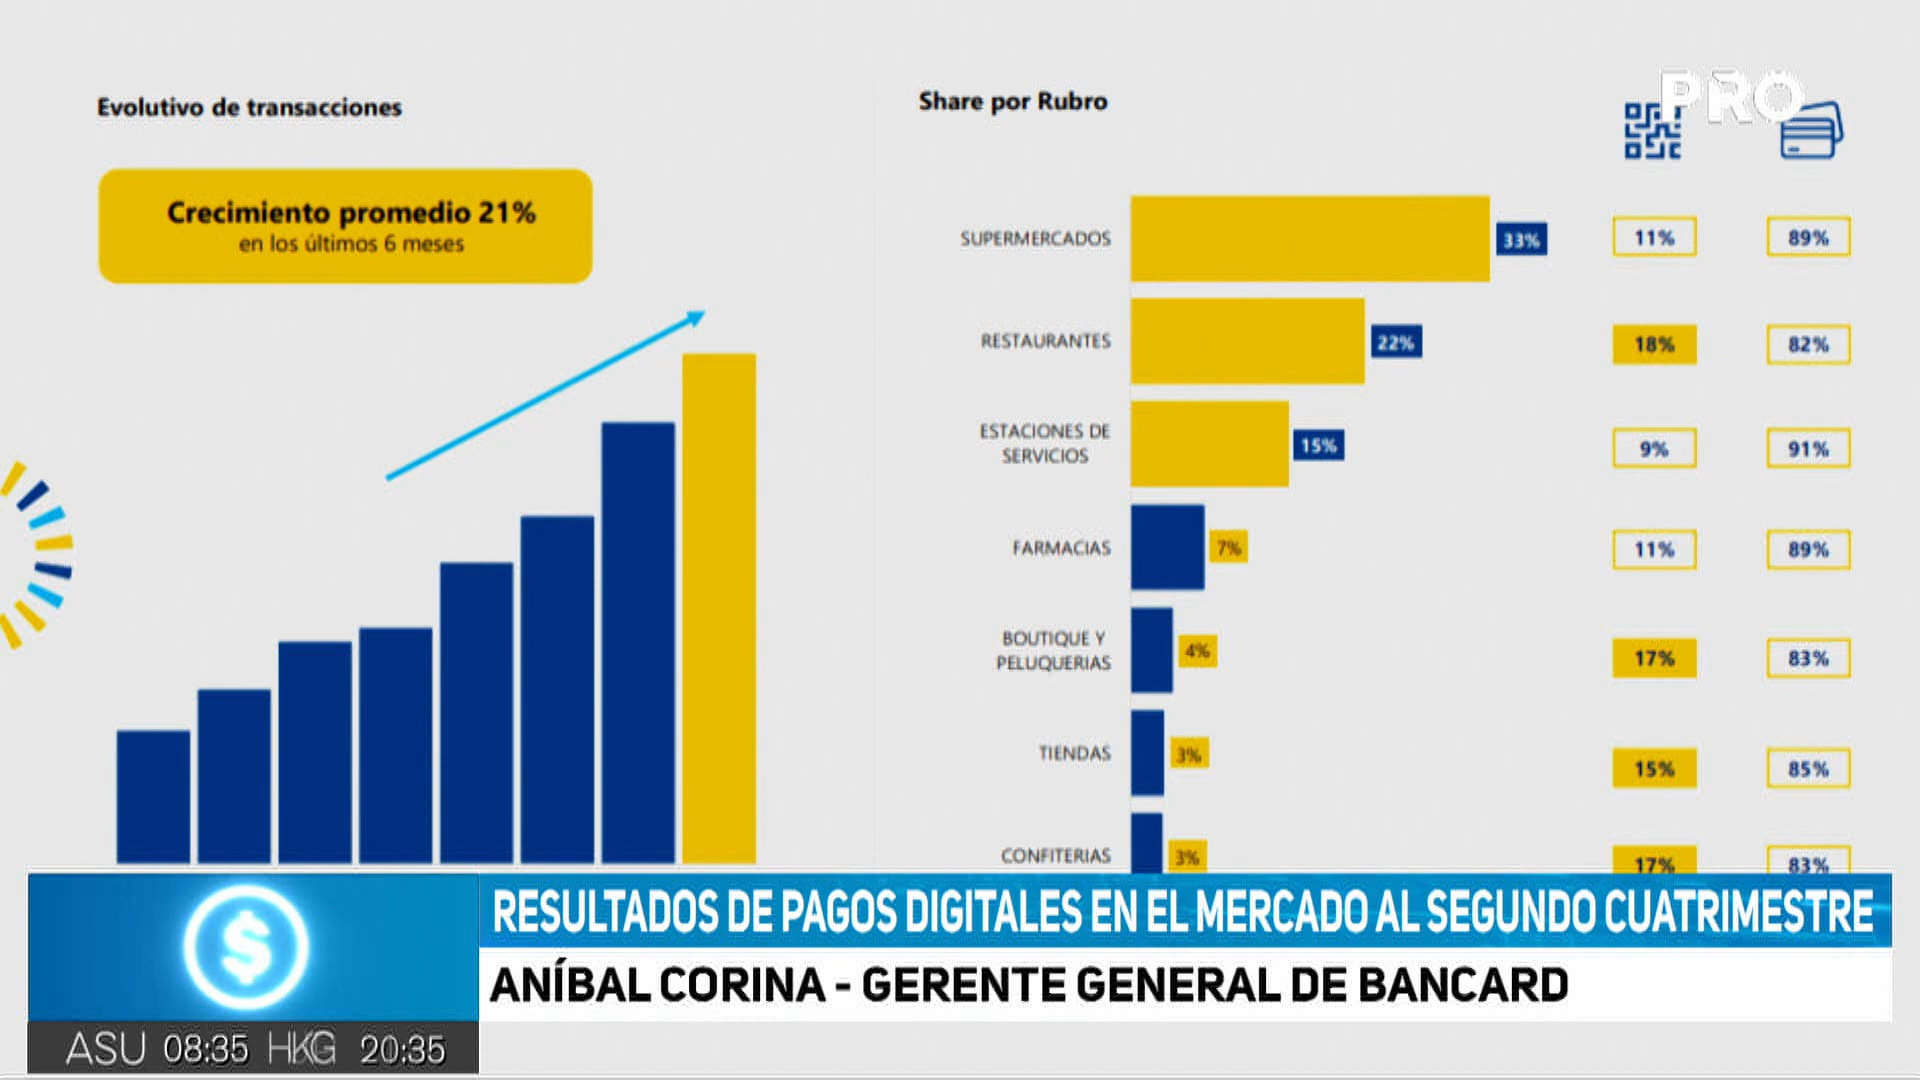 PRO
Evolutivo de transacciones
Crecimiento promedio 21%
en los últimos 6 meses
Share por Rubro
SUPERMERCADOS 33% 11% 89%
RESTAURANTES 22% 18% 82%
ESTACIONES DE
SERVICIOS 15% 9% 91%
FARMACIAS 7% 11% 89%
BOUTIQUE Y
PELUQUERIAS 4% 17% 83%
TIENDAS 3% 15% 85%
CONFITERIAS 3% 17% 83%
$
RESULTADOS DE PAGOS DIGITALES EN EL MERCADO AL SEGUNDO CUATRIMESTRE
ANÍBAL CORINA - GERENTE GENERAL DE BANCARD
ASU 08:35 HKG 20:35